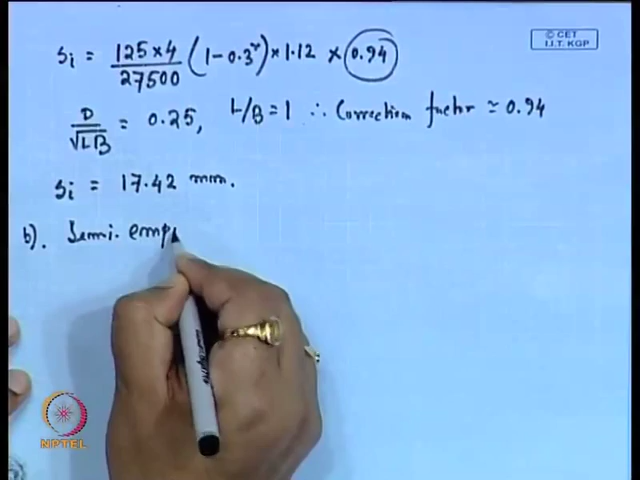 © CET
I.I.T. KGP
Si = 125 × 4 / 27500 (1 - 0.3²) × 1.12 × 0.94
D / √LB = 0.25, L/B = 1 ∴ Correction factor ≃ 0.94
Si = 17.42 mm.
b). Semi. emp
NPTEL